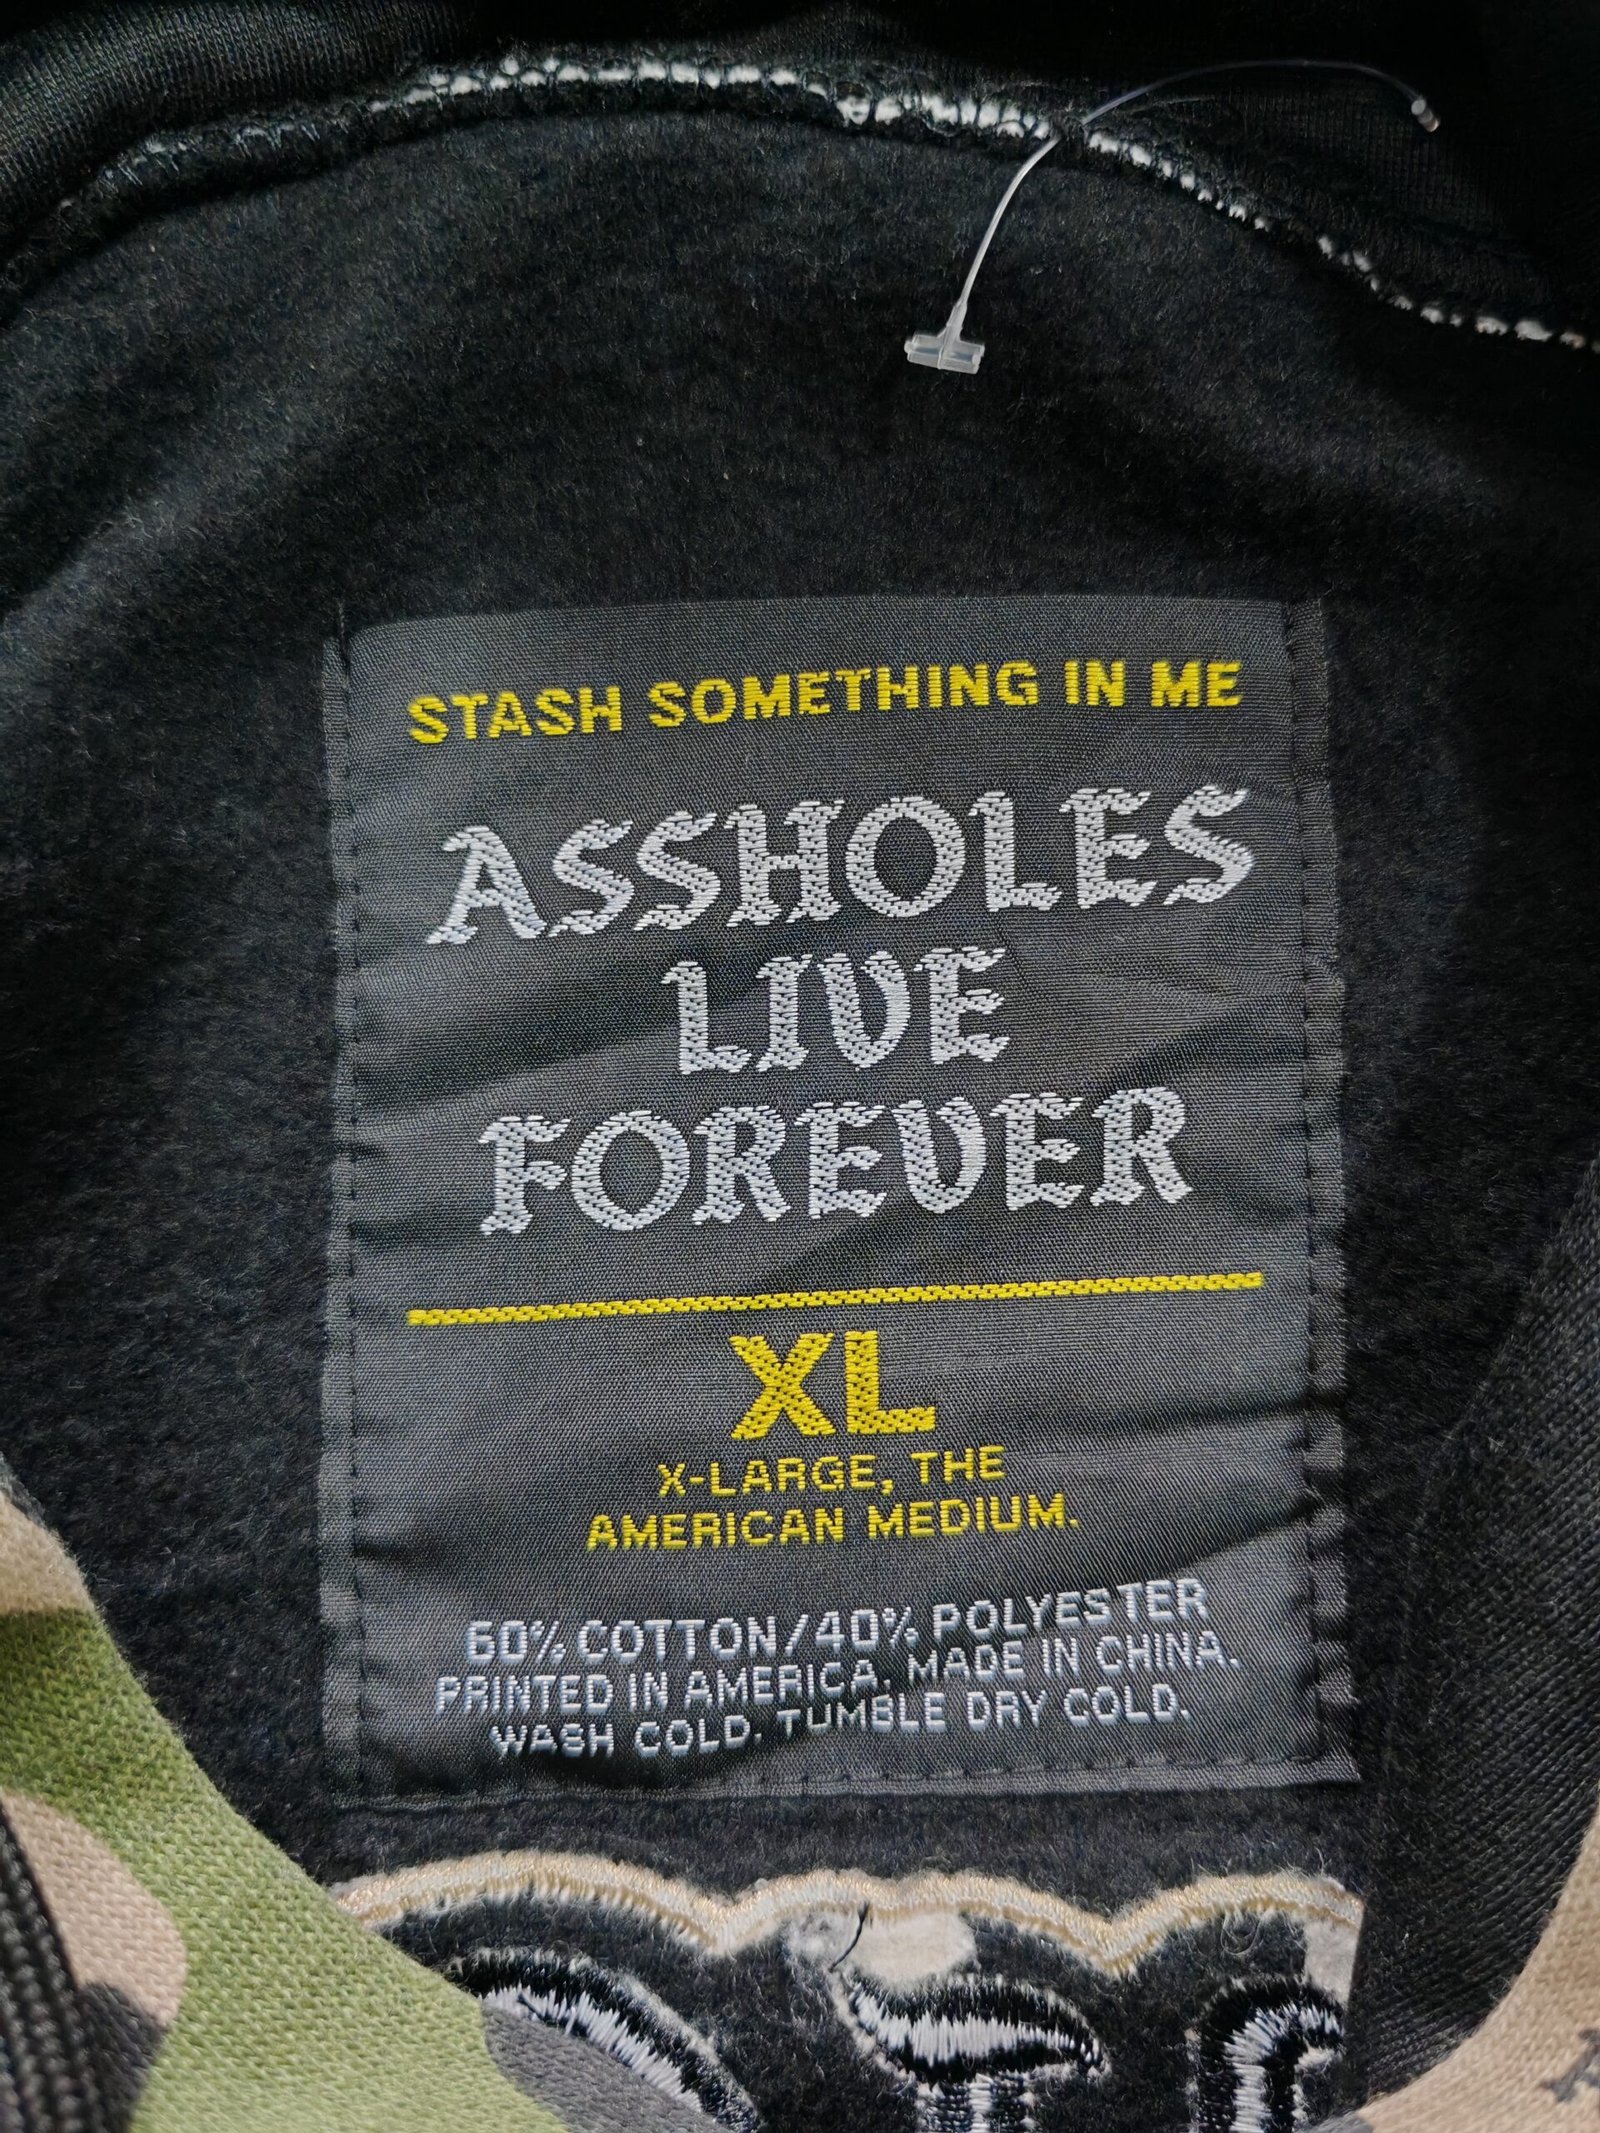 STASH SOMETHING IN ME
ASSHOLES
LIVE
FOREVER
XL
X-LARGE, THE
AMERICAN MEDIUM.
60% COTTON/40% POLYESTER
PRINTED IN AMERICA. MADE IN CHINA.
WASH COLD. TUMBLE DRY COLD.